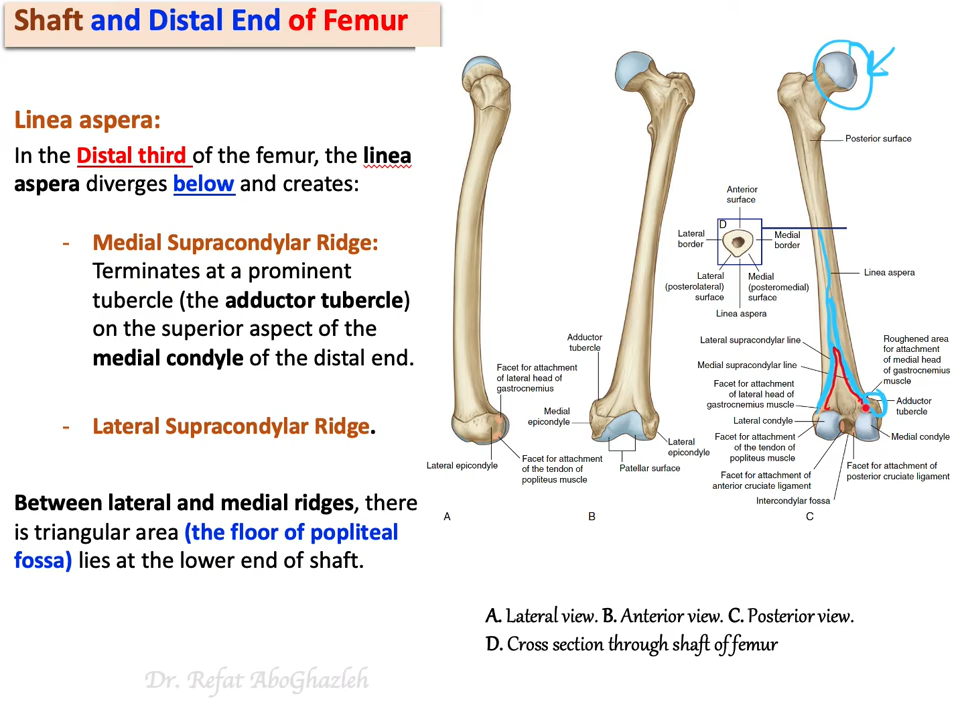 Shaft and Distal End of Femur
Linea aspera:
In the Distal third of the femur, the linea
aspera diverges below and creates:
- Medial Supracondylar Ridge:
Terminates at a prominent
tubercle (the adductor tubercle)
on the superior aspect of the
medial condyle of the distal end.
- Lateral Supracondylar Ridge.
Between lateral and medial ridges, there
is triangular area (the floor of popliteal
fossa) lies at the lower end of shaft.
Dr. Refat AboGhazleh
Facet for attachment
of lateral head of
gastrocnemius
Lateral epicondyle
Facet for attachment
of the tendon of
popliteus muscle
A
Adductor
tubercle
Medial
epicondyle
Lateral
epicondyle
Patellar surface
B
Anterior
surface
D
Lateral
border
Medial
border
Lateral
(posterolateral)
surface
Medial
(posteromedial)
surface
Linea aspera
Posterior surface
Linea aspera
Lateral supracondylar line
Medial supracondylar line
Facet for attachment
of lateral head of
gastrocnemius muscle
Lateral condyle
Facet for attachment
of the tendon of
popliteus muscle
Facet for attachment of
anterior cruciate ligament
Intercondylar fossa
Roughened area
for attachment
of medial head
of gastrocnemius
muscle
Adductor
tubercle
Medial condyle
Facet for attachment of
posterior cruciate ligament
C
A. Lateral view. B. Anterior view. C. Posterior view.
D. Cross section through shaft of femur